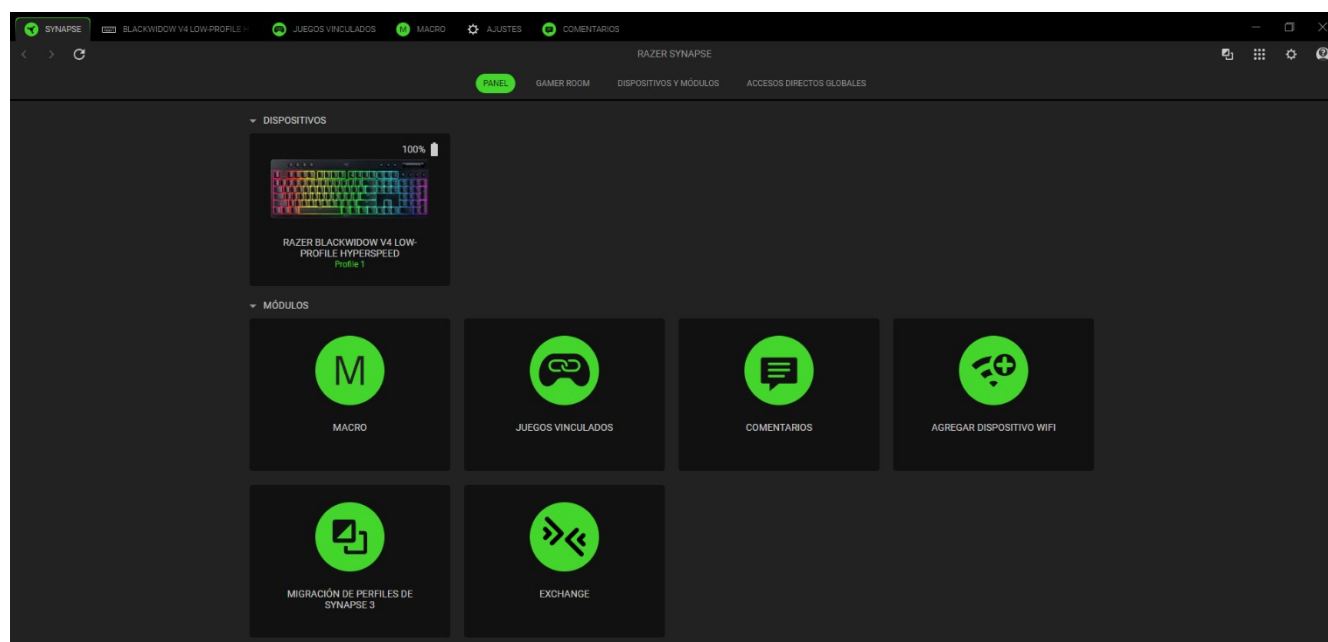 SYNAPSE
BLACKWIDOW V4 LOW-PROFILE H
JUEGOS VINCULADOS
M MACRO
AJUSTES
COMENTARIOS
RAZER SYNAPSE
PANEL
GAMER ROOM
DISPOSITIVOS Y MÓDULOS
ACCESOS DIRECTOS GLOBALES
DISPOSITIVOS
100%
RAZER BLACKWIDOW V4 LOW-
PROFILE HYPERSPEED
Profile 1
MÓDULOS
M
MACRO
JUEGOS VINCULADOS
COMENTARIOS
AGREGAR DISPOSITIVO WIFI
MIGRACIÓN DE PERFILES DE
SYNAPSE 3
EXCHANGE